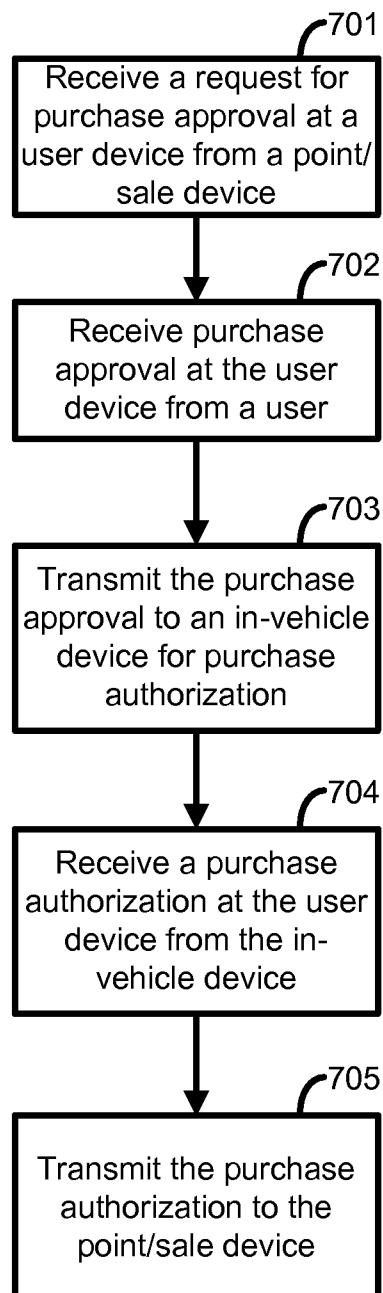 701
Receive a request for
purchase approval at a
user device from a point/
sale device
702
Receive purchase
approval at the user
device from a user
703
Transmit the purchase
approval to an in-vehicle
device for purchase
authorization
704
Receive a purchase
authorization at the user
device from the in-
vehicle device
705
Transmit the purchase
authorization to the
point/sale device